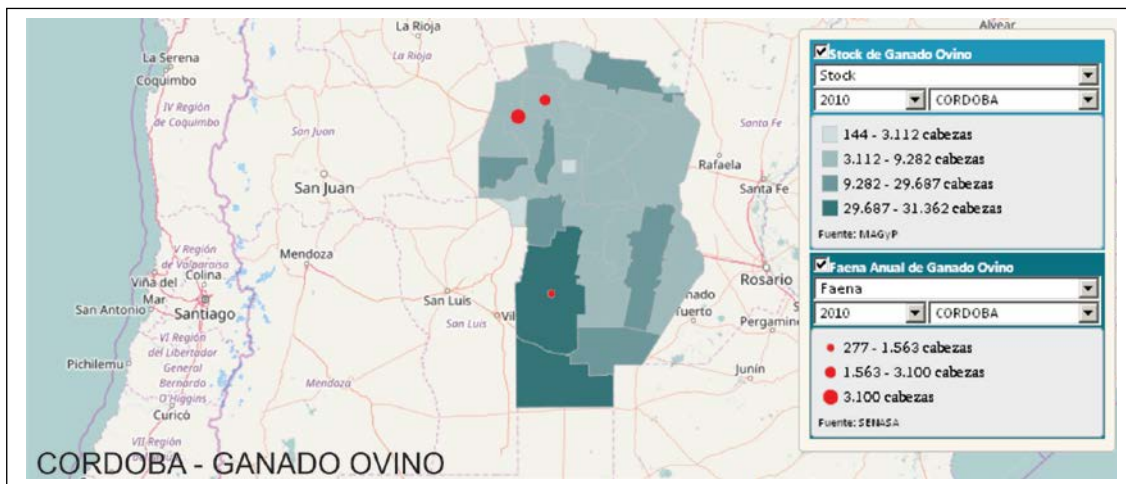 Alvear
La Rioja
La Rioja
La Serena
Coquimbo
IV Región
de Coquimbo
San Juan
San Juan
Santa Fe
Rafaela
Santa Fe
V Región
de Valparaíso
Viña del
Mar
Colina
San Antonio
Santiago
Mendoza
San Luis
San Luis
Rosario
Tuerto
Pergamino
Junín
Pichilemu
VI Región
del Libertador
General
Bernardo
O'Higgins
Curicó
VII Región
Mendoza
Stock de Ganado Ovino
Stock
2010 CORDOBA
144 - 3.112 cabezas
3.112 - 9.282 cabezas
9.282 - 29.687 cabezas
29.687 - 31.362 cabezas
Fuente: MAGyP
Faena Anual de Ganado Ovino
Faena
2010 CORDOBA
277 - 1.563 cabezas
1.563 - 3.100 cabezas
3.100 cabezas
Fuente: SENASA
CORDOBA - GANADO OVINO